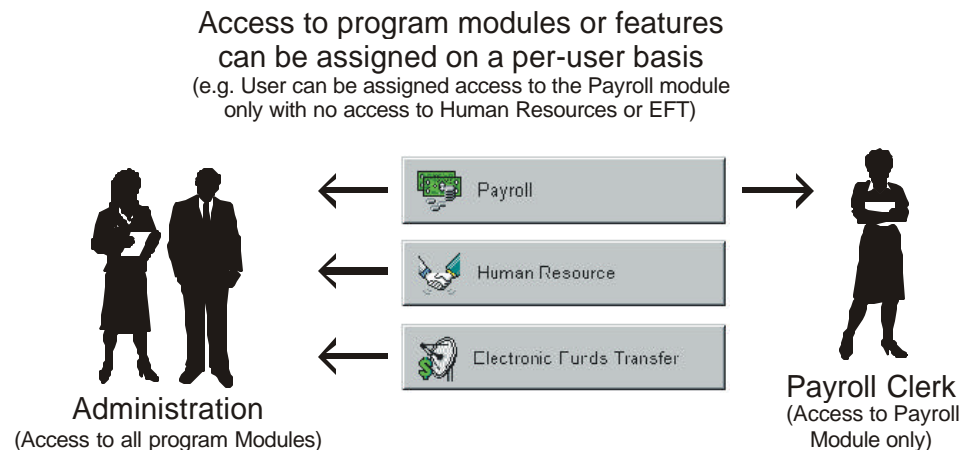 Access to program modules or features
can be assigned on a per-user basis
(e.g. User can be assigned access to the Payroll module
only with no access to Human Resources or EFT)
Payroll
Human Resource
Electronic Funds Transfer
Administration
(Access to all program Modules)
Payroll Clerk
(Access to Payroll
Module only)